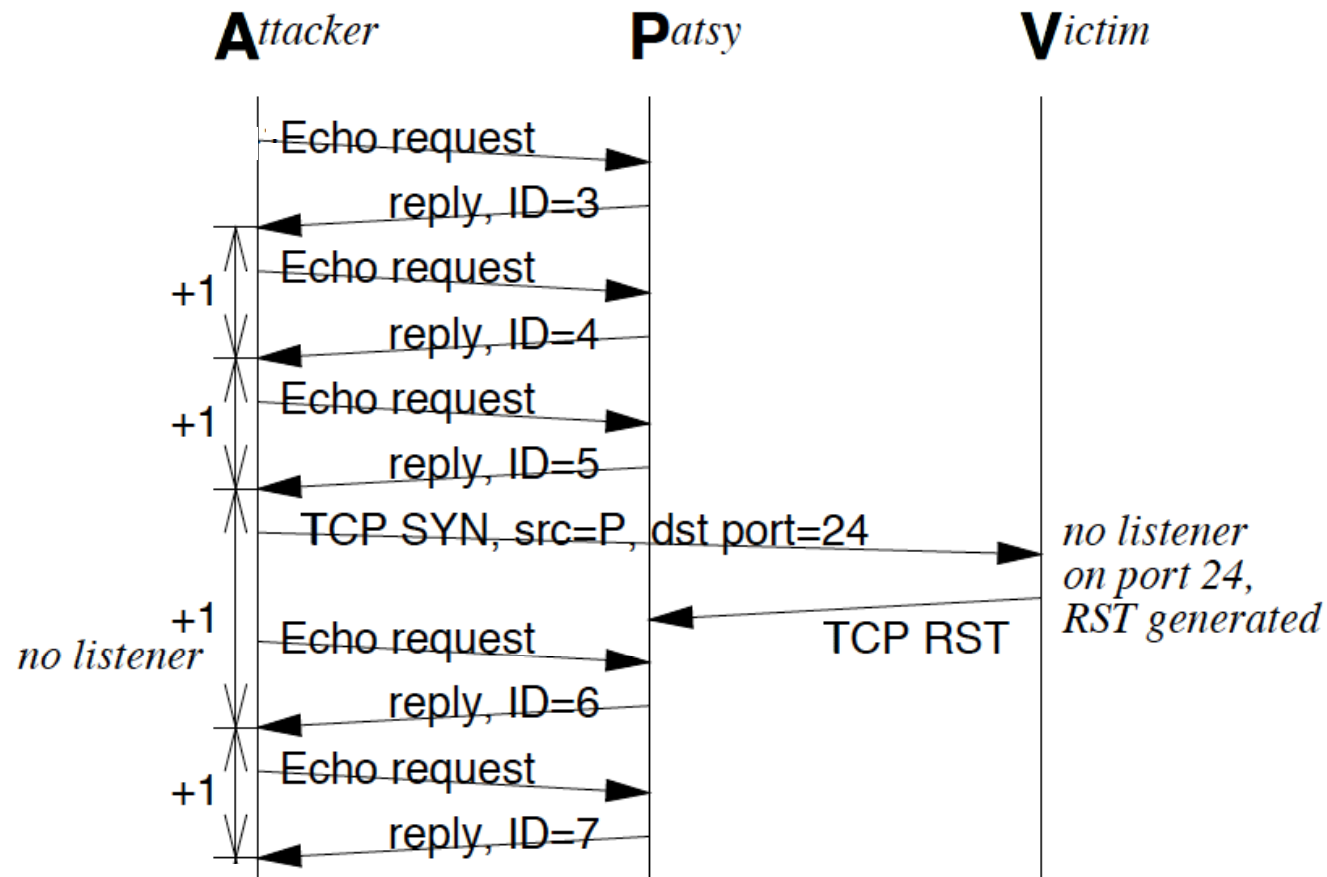 Attacker Patsy Victim
Echo request
reply, ID=3
+1
Echo request
reply, ID=4
+1
Echo request
reply, ID=5
TCP SYN, src=P, dst port=24
no listener
on port 24,
RST generated
TCP RST
+1
no listener
Echo request
reply, ID=6
+1
Echo request
reply, ID=7